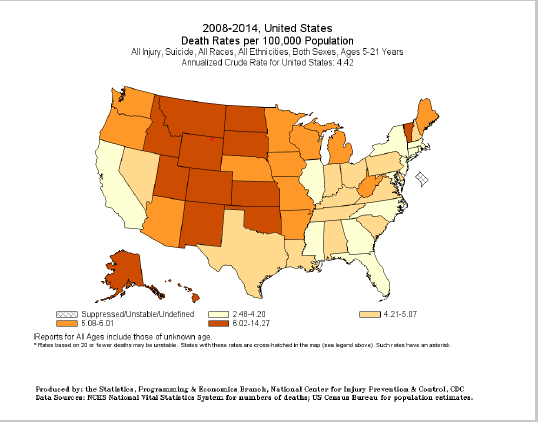 2008-2014, United States
Death Rates per 100,000 Population
All Injury, Suicide, All Races, All Ethnicities, Both Sexes, Ages 5-21 Years
Annualized Crude Rate for United States: 4.42
Suppressed/Unstable/Undefined
2.48-4.20
4.21-5.07
5.08-6.01
6.02-14.27
Reports for All Ages include those of unknown age.
* Rates based on 20 or fewer deaths may be unstable. States with these rates are cross-hatched in the map (see legend above). Such rates have an asterisk.
Produced by: the Statistics, Programming & Economics Branch, National Center for Injury Prevention & Control, CDC
Data Sources: NCHS National Vital Statistics System for numbers of deaths; US Census Bureau for population estimates.